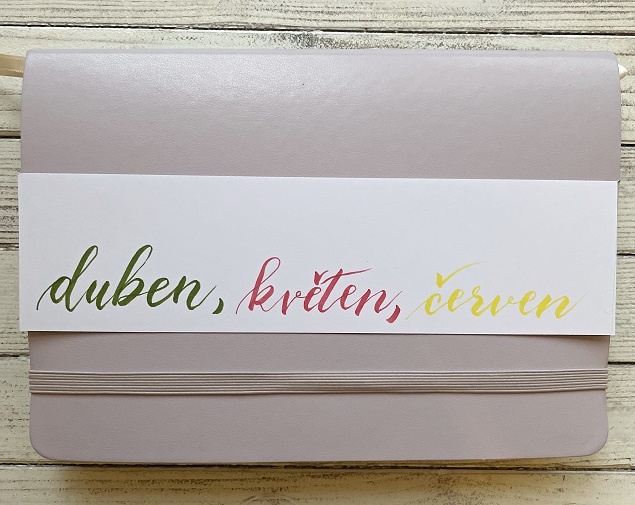 duben, květen, červen